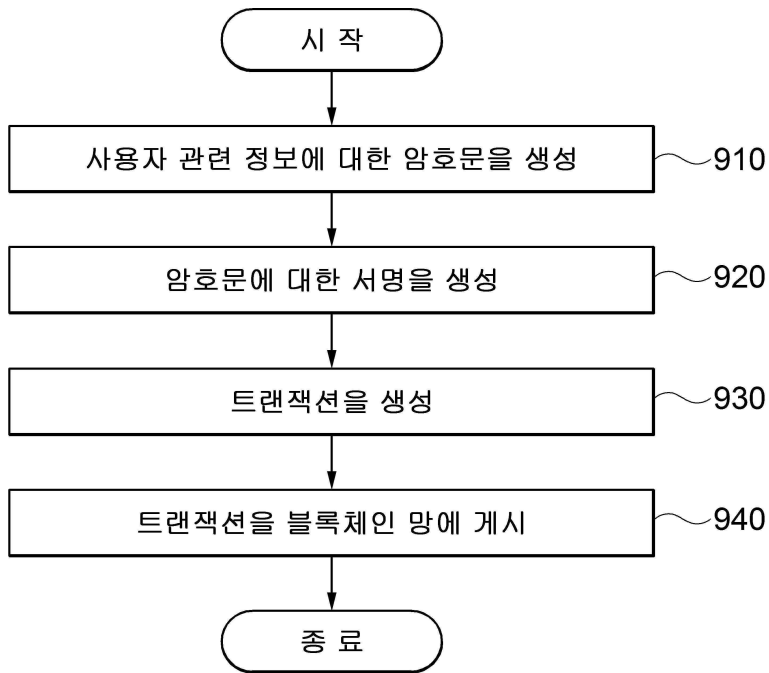 시 작
사용자 관련 정보에 대한 암호문을 생성
910
암호문에 대한 서명을 생성
920
트랜잭션을 생성
930
트랜잭션을 블록체인 망에 게시
940
종 료